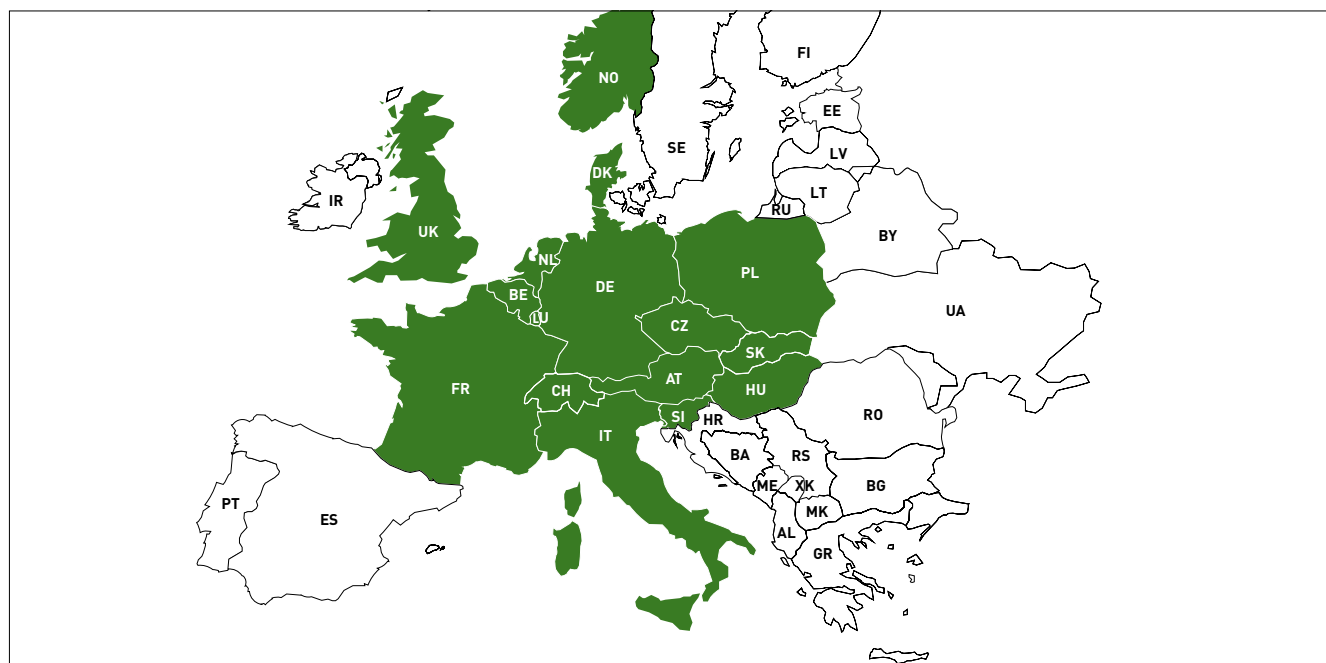 FI
NO
EE
SE
LV
DK
LT
IR
RU
UK
BY
NL
PL
DE
BE
UA
LU
CZ
SK
AT
FR
CH
HU
SI
HR
RO
IT
BA
RS
ME
XK
BG
PT
MK
ES
AL
GR